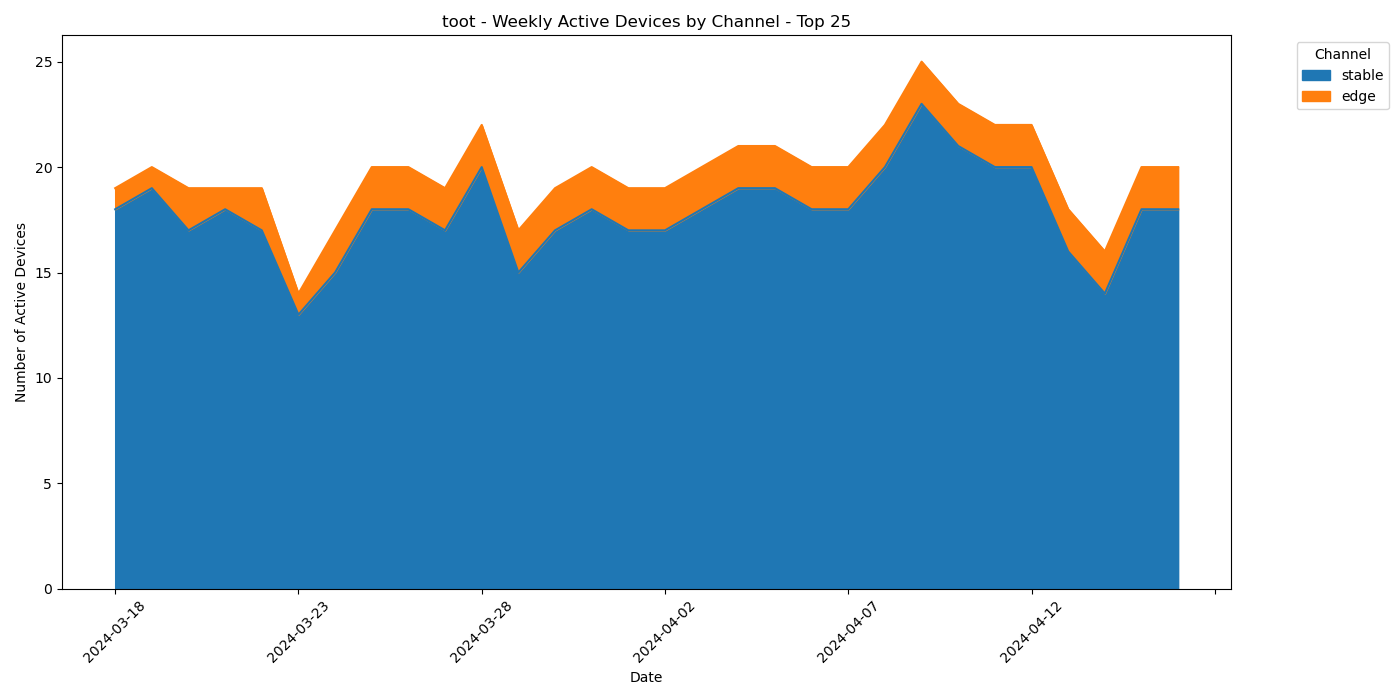 toot - Weekly Active Devices by Channel - Top 25
Channel
stable
edge
Number of Active Devices
25
20
15
10
5
0
2024-03-18
2024-03-23
2024-03-28
2024-04-02
2024-04-07
2024-04-12
Date